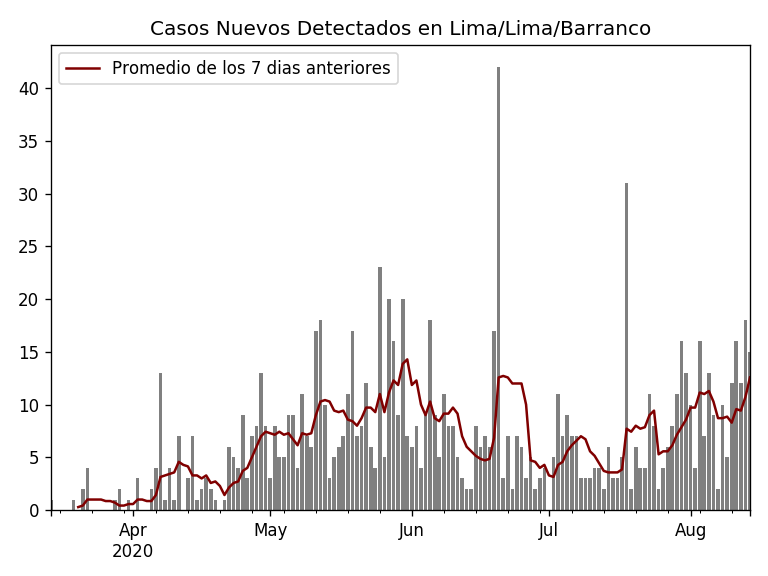 Casos Nuevos Detectados en Lima/Lima/Barranco
Promedio de los 7 dias anteriores
40
35
30
25
20
15
10
5
0
Apr
2020
May
Jun
Jul
Aug